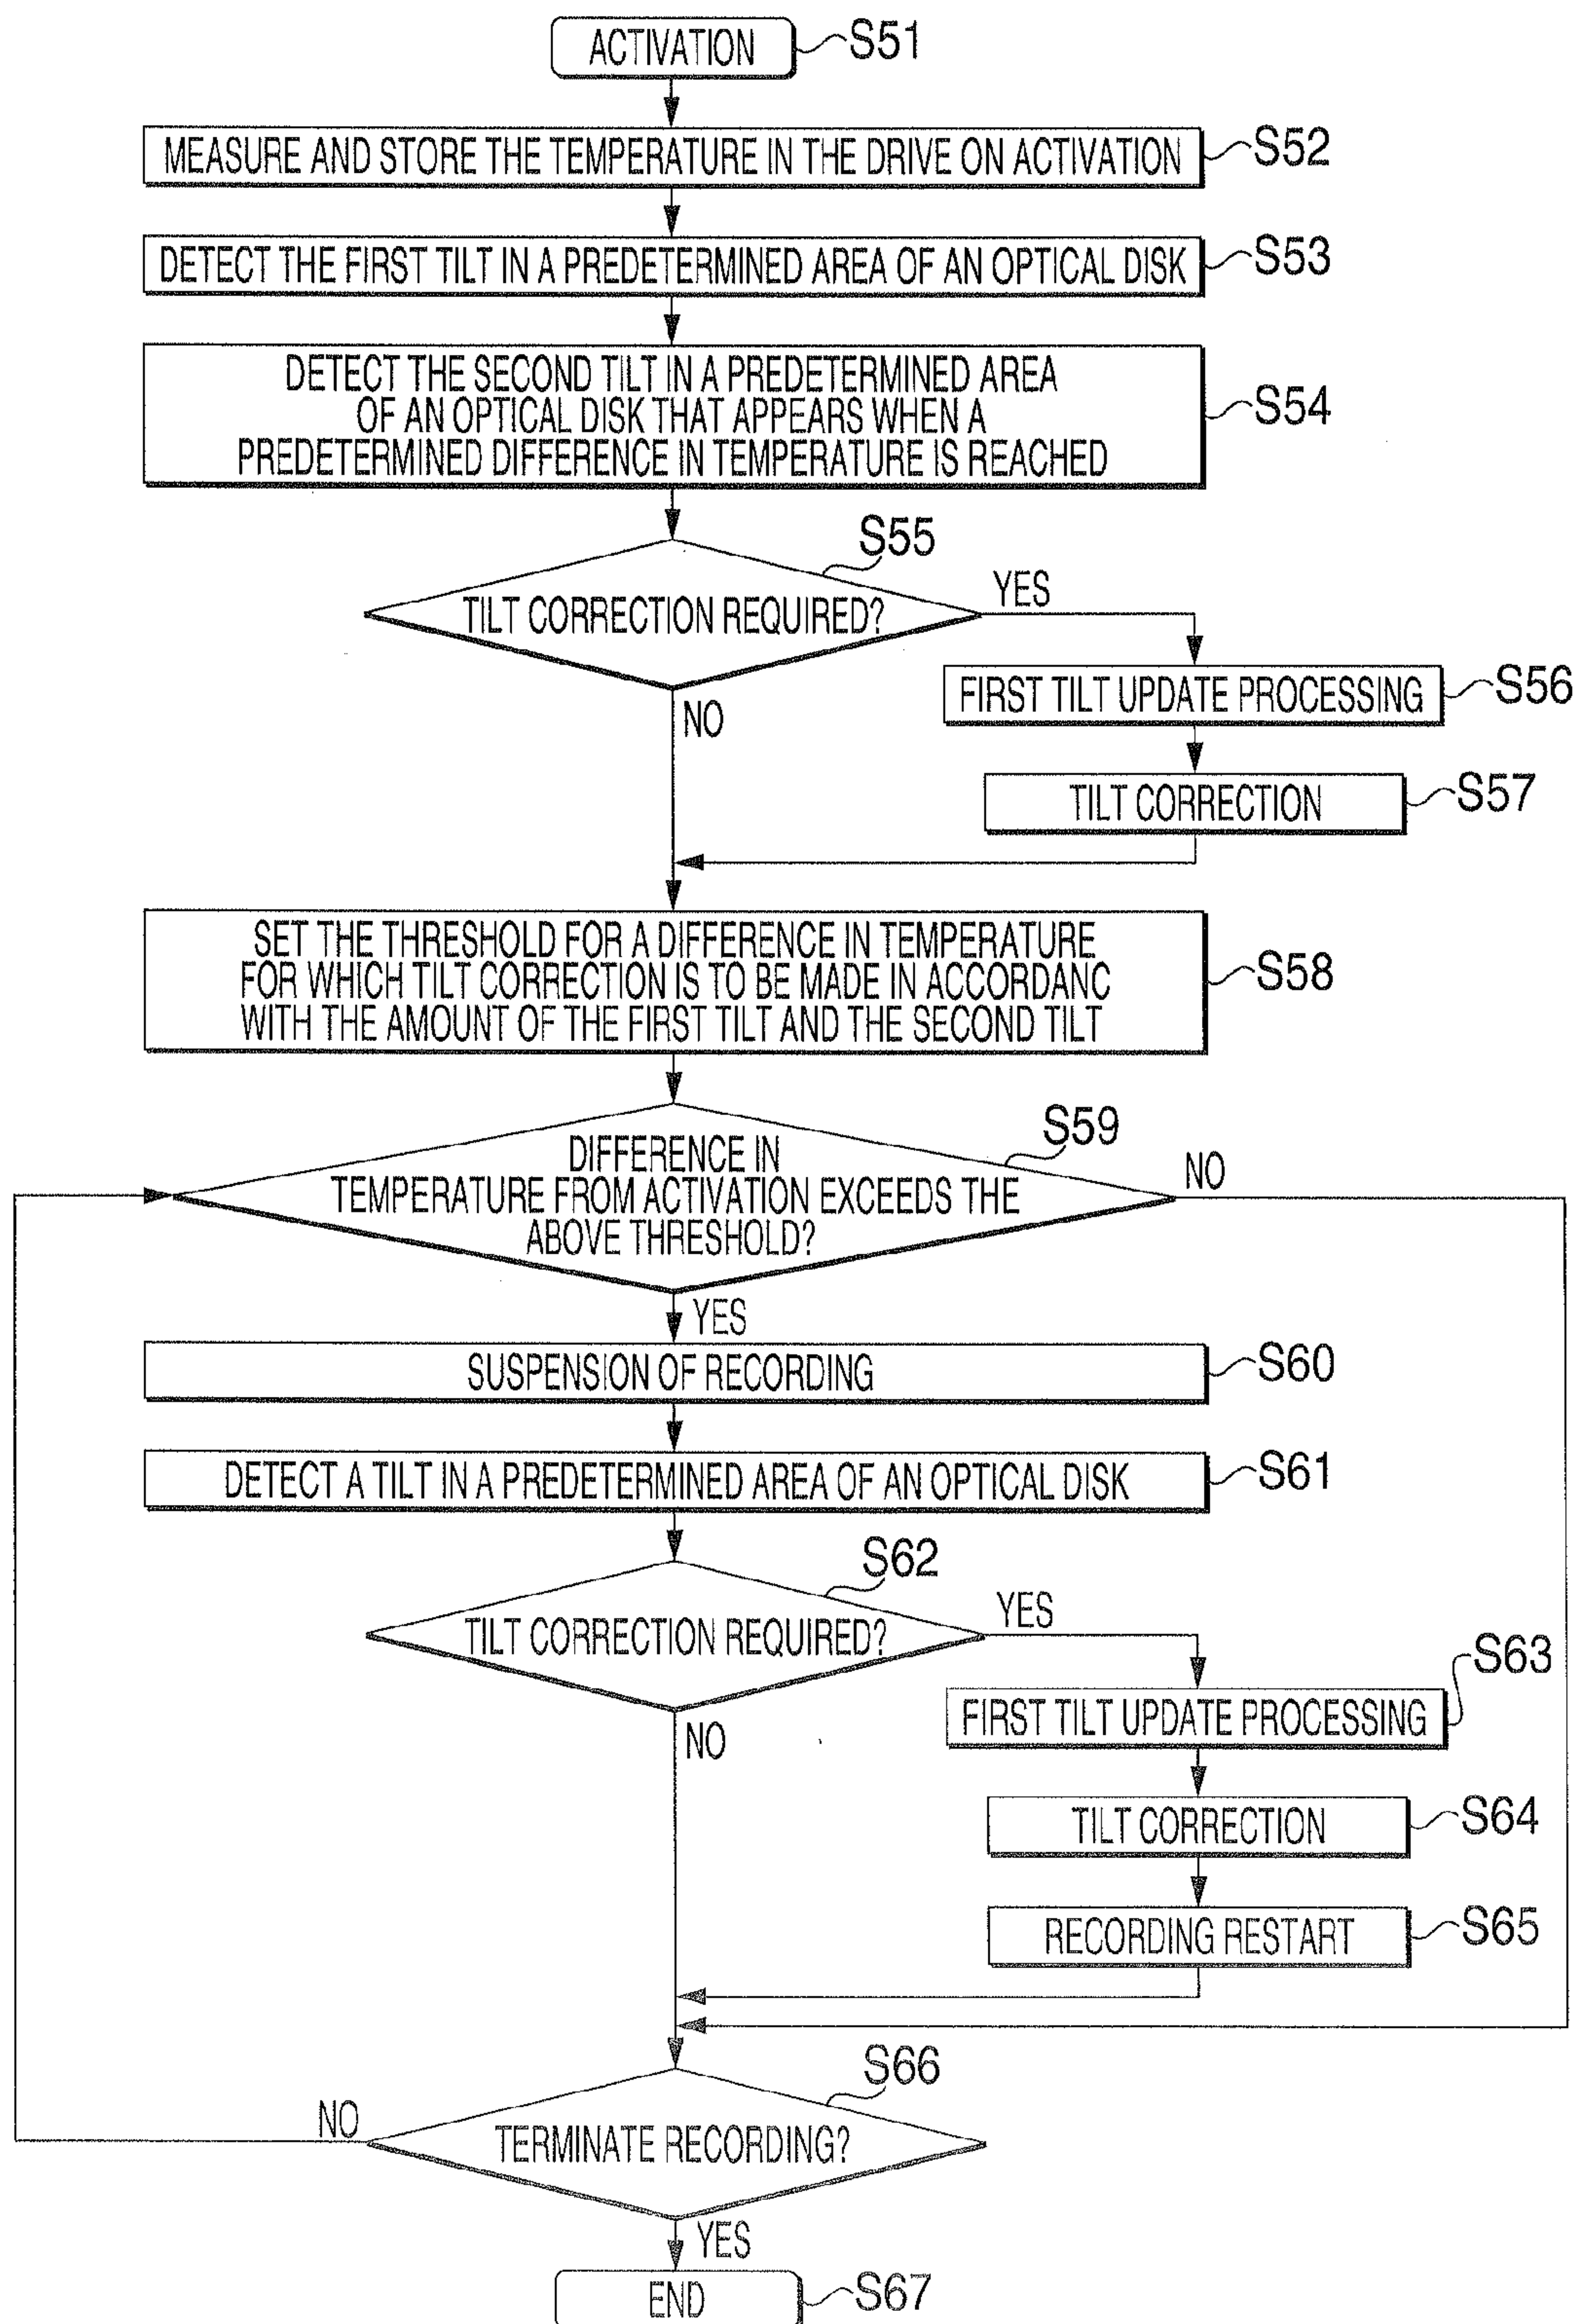 ACTIVATION
S51
MEASURE AND STORE THE TEMPERATURE IN THE DRIVE ON ACTIVATION
S52
DETECT THE FIRST TILT IN A PREDETERMINED AREA OF AN OPTICAL DISK
S53
DETECT THE SECOND TILT IN A PREDETERMINED AREA
OF AN OPTICAL DISK THAT APPEARS WHEN A
PREDETERMINED DIFFERENCE IN TEMPERATURE IS REACHED
S54
S55
TILT CORRECTION REQUIRED?
YES
NO
FIRST TILT UPDATE PROCESSING
S56
TILT CORRECTION
S57
SET THE THRESHOLD FOR A DIFFERENCE IN TEMPERATURE
FOR WHICH TILT CORRECTION IS TO BE MADE IN ACCORDANC
WITH THE AMOUNT OF THE FIRST TILT AND THE SECOND TILT
S58
S59
DIFFERENCE IN
TEMPERATURE FROM ACTIVATION EXCEEDS THE
ABOVE THRESHOLD?
NO
YES
SUSPENSION OF RECORDING
S60
DETECT A TILT IN A PREDETERMINED AREA OF AN OPTICAL DISK
S61
S62
TILT CORRECTION REQUIRED?
YES
NO
S63
FIRST TILT UPDATE PROCESSING
TILT CORRECTION
S64
RECORDING RESTART
S65
S66
TERMINATE RECORDING?
NO
YES
END
S67